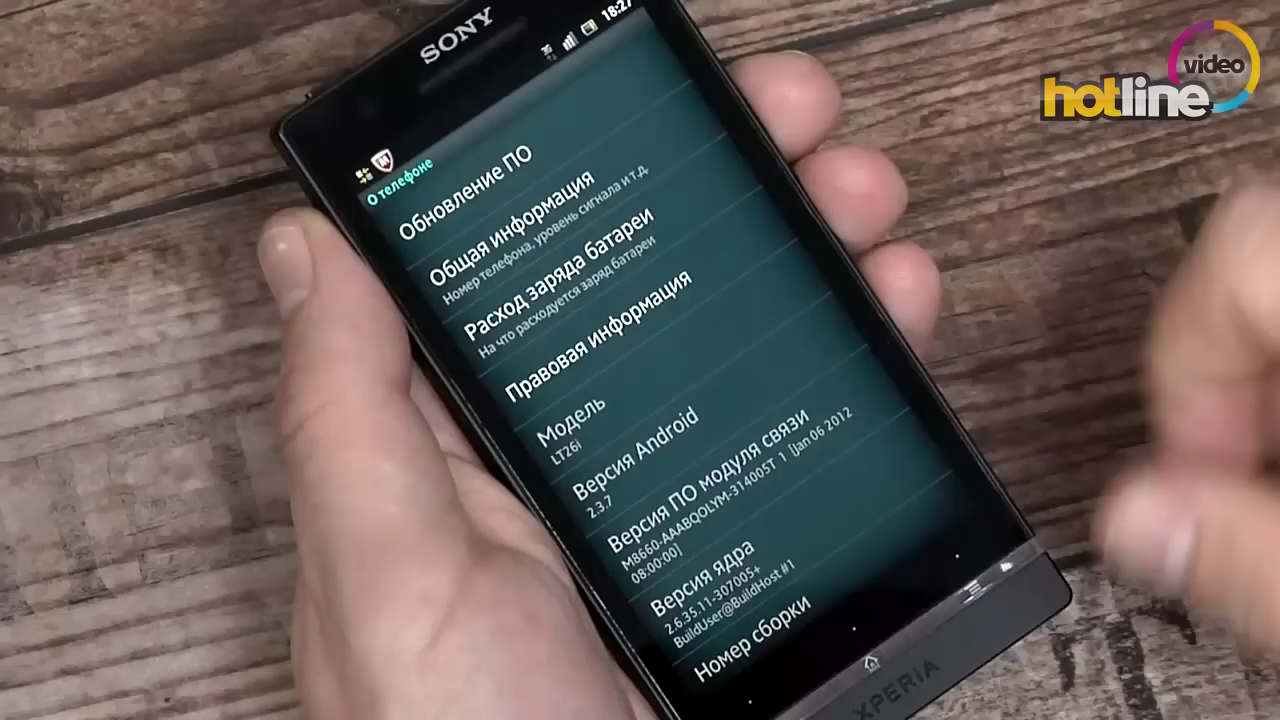 SONY
18:27
video
hotline
О телефоне
Обновление ПО
Общая информация
Номер телефона, уровень сигнала и т.д.
Расход заряда батареи
На что расходуется заряд батареи
Правовая информация
Модель
LT26i
Версия Android
2.3.7
Версия ПО модуля связи
M8660-AAABQOLYM-314005T 1 [Jan 06 2012
08:00:00]
Версия ядра
2.6.35.11-307005+
BuildUser@BuildHost #1
Номер сборки
XPERIA